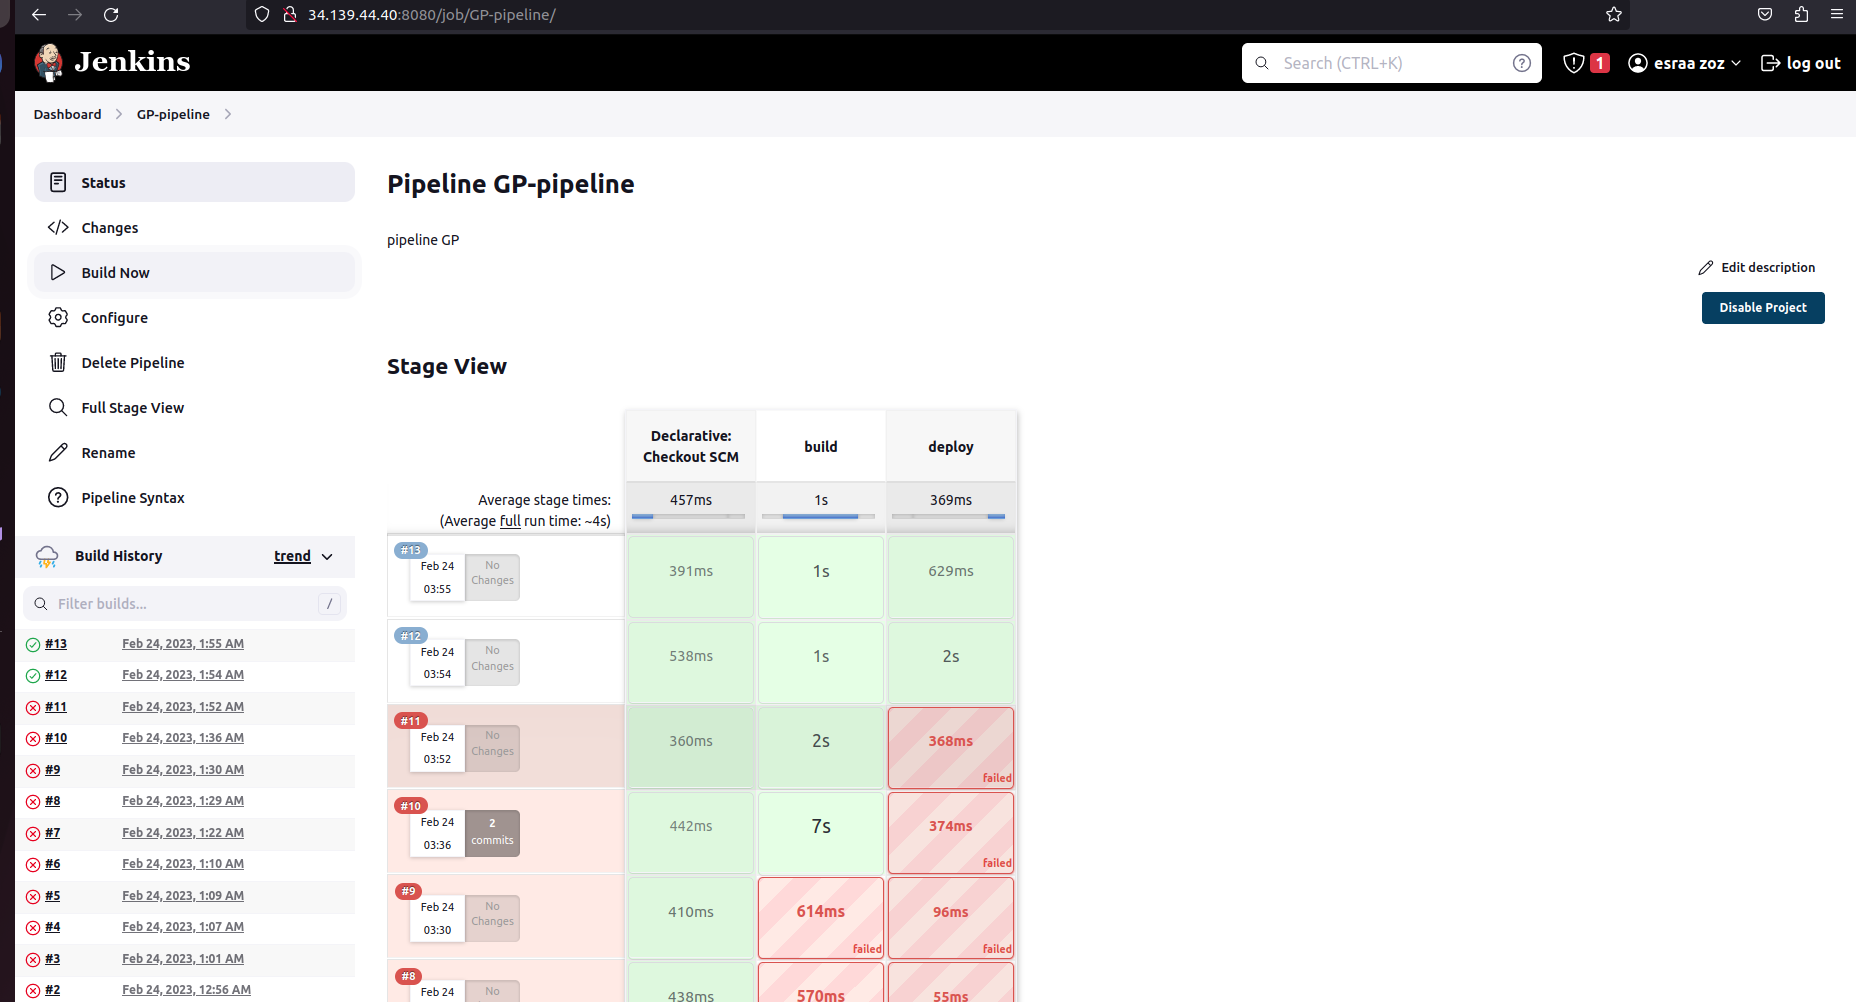 34.139.44.40:8080/job/GP-pipeline/
Jenkins
Search (CTRL+K)
1
esraa zoz
log out
Dashboard
GP-pipeline
Status
Changes
Build Now
Configure
Delete Pipeline
Full Stage View
Rename
Pipeline Syntax
Build History
trend
Filter builds...
/
#13 Feb 24, 2023, 1:55 AM
#12 Feb 24, 2023, 1:54 AM
#11 Feb 24, 2023, 1:52 AM
#10 Feb 24, 2023, 1:36 AM
#9 Feb 24, 2023, 1:30 AM
#8 Feb 24, 2023, 1:29 AM
#7 Feb 24, 2023, 1:22 AM
#6 Feb 24, 2023, 1:10 AM
#5 Feb 24, 2023, 1:09 AM
#4 Feb 24, 2023, 1:07 AM
#3 Feb 24, 2023, 1:01 AM
#2 Feb 24, 2023, 12:56 AM
Pipeline GP-pipeline
pipeline GP
Edit description
Disable Project
Stage View
Declarative:
Checkout SCM
build
deploy
Average stage times:
(Average full run time: ~4s)
457ms
1s
369ms
#13
Feb 24
03:55
No
Changes
391ms
1s
629ms
#12
Feb 24
03:54
No
Changes
538ms
1s
2s
#11
Feb 24
03:52
No
Changes
360ms
2s
368ms
failed
#10
Feb 24
03:36
2
commits
442ms
7s
374ms
failed
#9
Feb 24
03:30
No
Changes
410ms
614ms
failed
96ms
failed
#8
Feb 24
No
438ms
570ms
55ms